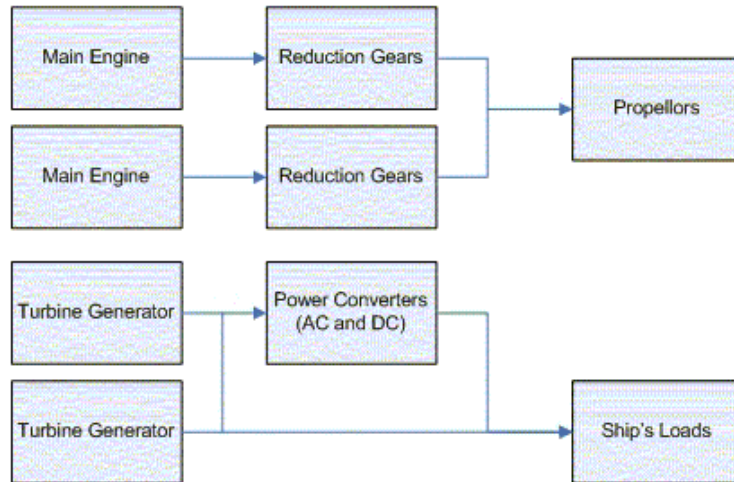 Main Engine
Reduction Gears
Propellors
Main Engine
Reduction Gears
Turbine Generator
Power Converters
(AC and DC)
Turbine Generator
Ship's Loads